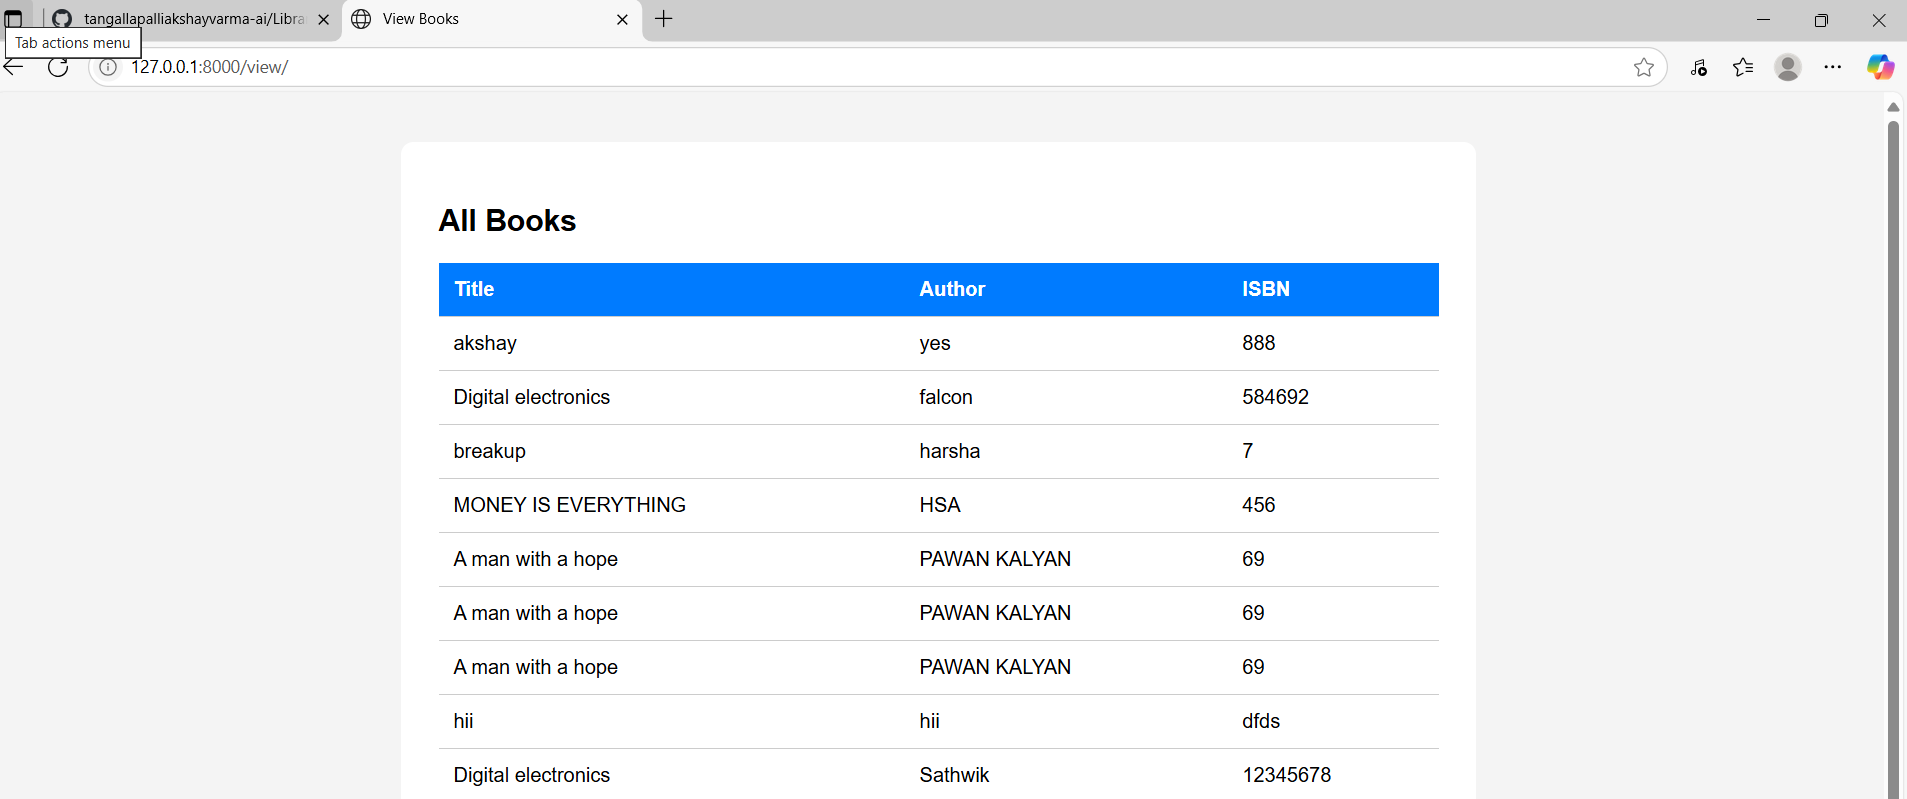 tangallapalliakshayvarma-ai/Libra
View Books
Tab actions menu
127.0.0.1:8000/view/
All Books
Title Author ISBN
akshay yes 888
Digital electronics falcon 584692
breakup harsha 7
MONEY IS EVERYTHING HSA 456
A man with a hope PAWAN KALYAN 69
A man with a hope PAWAN KALYAN 69
A man with a hope PAWAN KALYAN 69
hii hii dfds
Digital electronics Sathwik 12345678